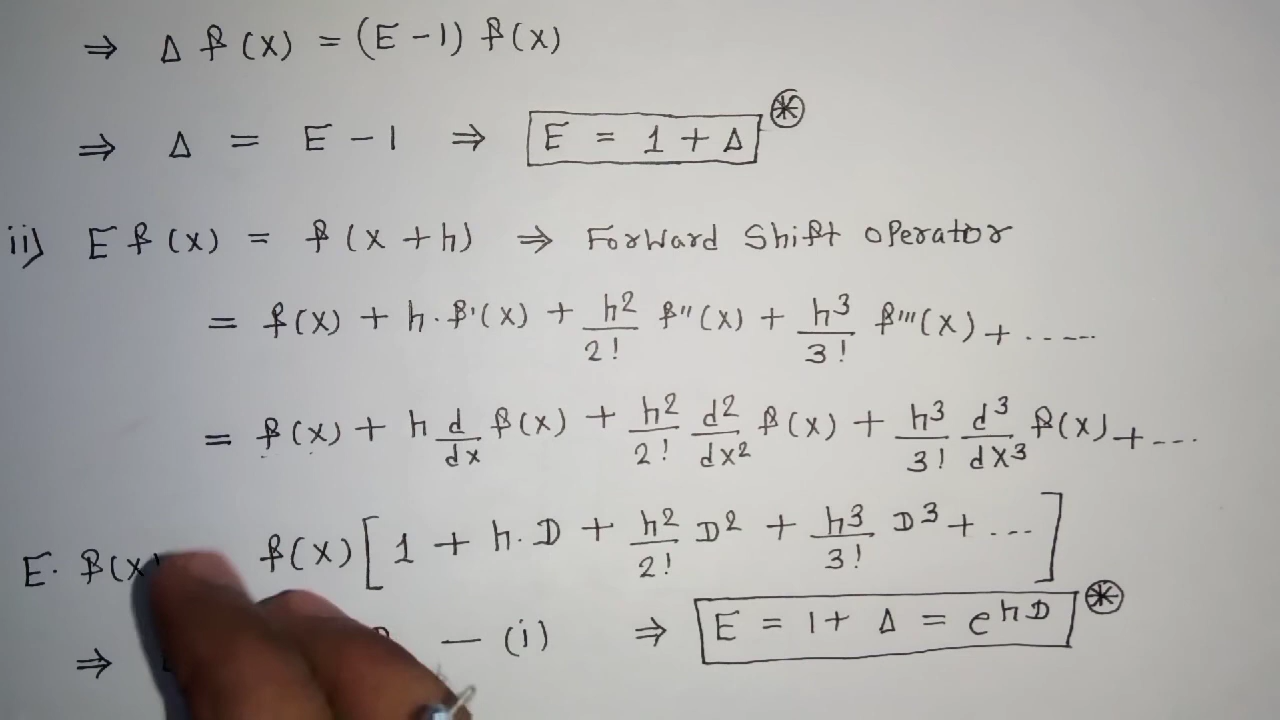 ⇒ Δ f(x) = (E - 1) f(x)
⇒ Δ = E - 1 ⇒ E = 1 + Δ ⊛
ii) E f(x) = f(x + h) ⇒ Forward Shift operator
= f(x) + h. f'(x) + h²/2! f''(x) + h³/3! f'''(x) + .....
= f(x) + h d/dx f(x) + h²/2! d²/dx² f(x) + h³/3! d³/dx³ f(x) + ...
E. f(x) f(x) [1 + h. D + h²/2! D² + h³/3! D³ + ...]
⇒ — (i) ⇒ E = 1 + Δ = e^hD ⊛